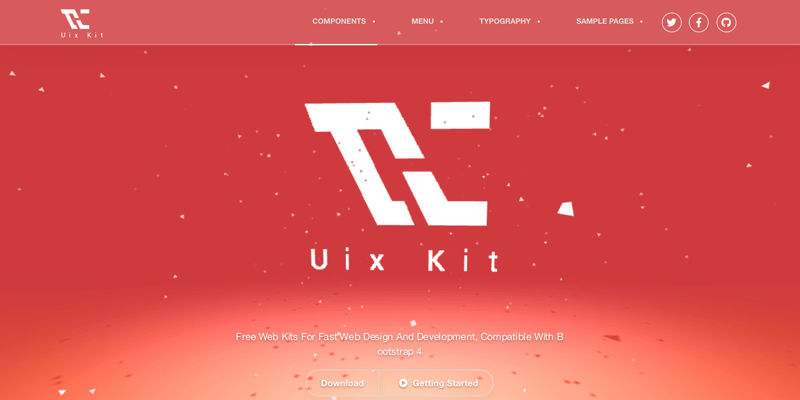 COMPONENTS
MENU
TYPOGRAPHY
SAMPLE PAGES
Uix Kit
Uix Kit
Free Web Kits For Fast Web Design And Development, Compatible With B
ootstrap 4
Download
Getting Started